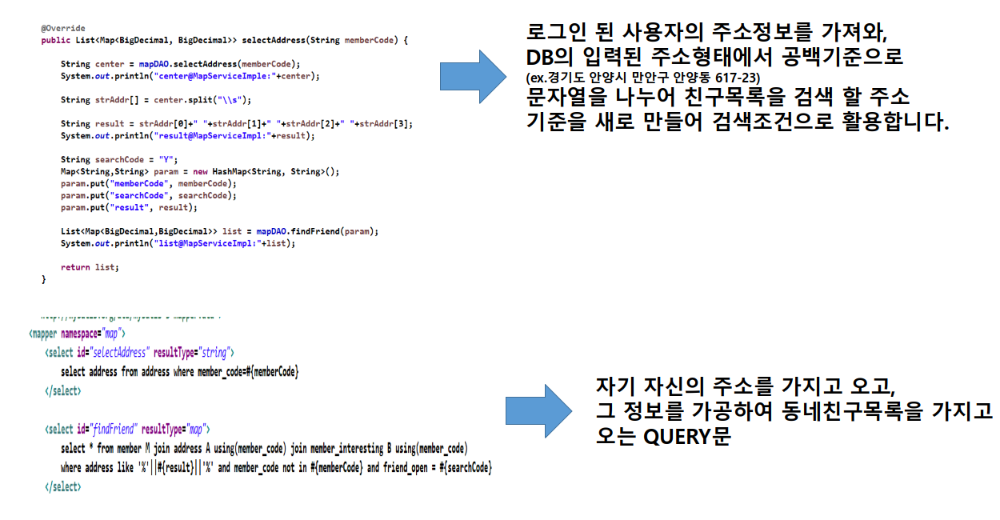 @Override
public List<Map<BigDecimal, BigDecimal>> selectAddress(String memberCode) {
String center = mapDAO.selectAddress(memberCode);
System.out.println("center@MapServiceImple:"+center);
String strAddr[] = center.split("\\s");
String result = strAddr[0]+" "+strAddr[1]+" "+strAddr[2]+" "+strAddr[3];
System.out.println("result@MapServiceImpl:"+result);
String searchCode = "Y";
Map<String,String> param = new HashMap<String, String>();
param.put("memberCode", memberCode);
param.put("searchCode", searchCode);
param.put("result", result);
List<Map<BigDecimal,BigDecimal>> list = mapDAO.findFriend(param);
System.out.println("list@MapServiceImpl:"+list);
return list;
}
로그인 된 사용자의 주소정보를 가져와,
DB의 입력된 주소형태에서 공백기준으로
(ex.경기도 안양시 만안구 안양동 617-23)
문자열을 나누어 친구목록을 검색 할 주소
기준을 새로 만들어 검색조건으로 활용합니다.
<mapper namespace="map">
<select id="selectAddress" resultType="string">
select address from address where member_code=#{memberCode}
</select>
<select id="findFriend" resultType="map">
select * from member M join address A using(member_code) join member_interesting B using(member_code)
where address like '%'||#{result}||'%' and member_code not in #{memberCode} and friend_open = #{searchCode}
</select>
자기 자신의 주소를 가지고 오고,
그 정보를 가공하여 동네친구목록을 가지고
오는 QUERY문